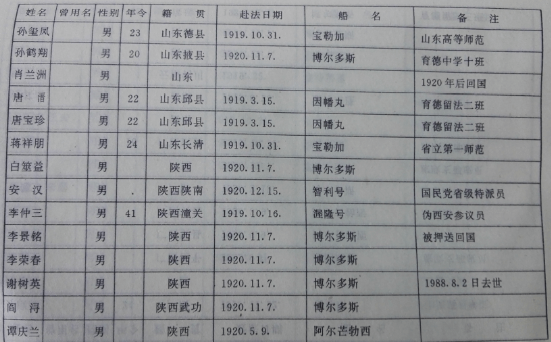 姓名 曾用名 性别 年令 籍贯 赴法日期 船名 备注
孙玺凤 男 23 山东德县 1919.10.31. 宝勒加 山东高等师范
孙鹤翔 男 20 山东掖县 1920.11.7. 博尔多斯 育德中学十班
肖兰洲 男 山东 1920年后回国
唐 男 22 山东邱县 1919.3.15. 因幡丸 育德留法二班
唐宝珍 男 22 山东邱县 1919.3.15. 因幡丸 育德留法二班
蒋祥朋 男 24 山东长清 1919.10.31. 宝勒加 省立第一师范
白篁益 男 陕西 1920.11.7. 博尔多斯
安汉 男 陕西陕南 1920.12.15. 智利号 国民党省级特派员
李仲三 男 41 陕西潼关 1919.10.16. 渥隆号 伪西安参议员
李景铭 男 陕西 1920.11.7. 博尔多斯 被押送回国
李荣春 男 陕西 1920.11.7. 博尔多斯
谢树英 男 陕西 1920.11.7. 博尔多斯 1988.8.2日去世
阎浔 男 陕西武功 1920.11.7. 博尔多斯
谭庆兰 男 陕西 1920.5.9. 阿尔芒勃西